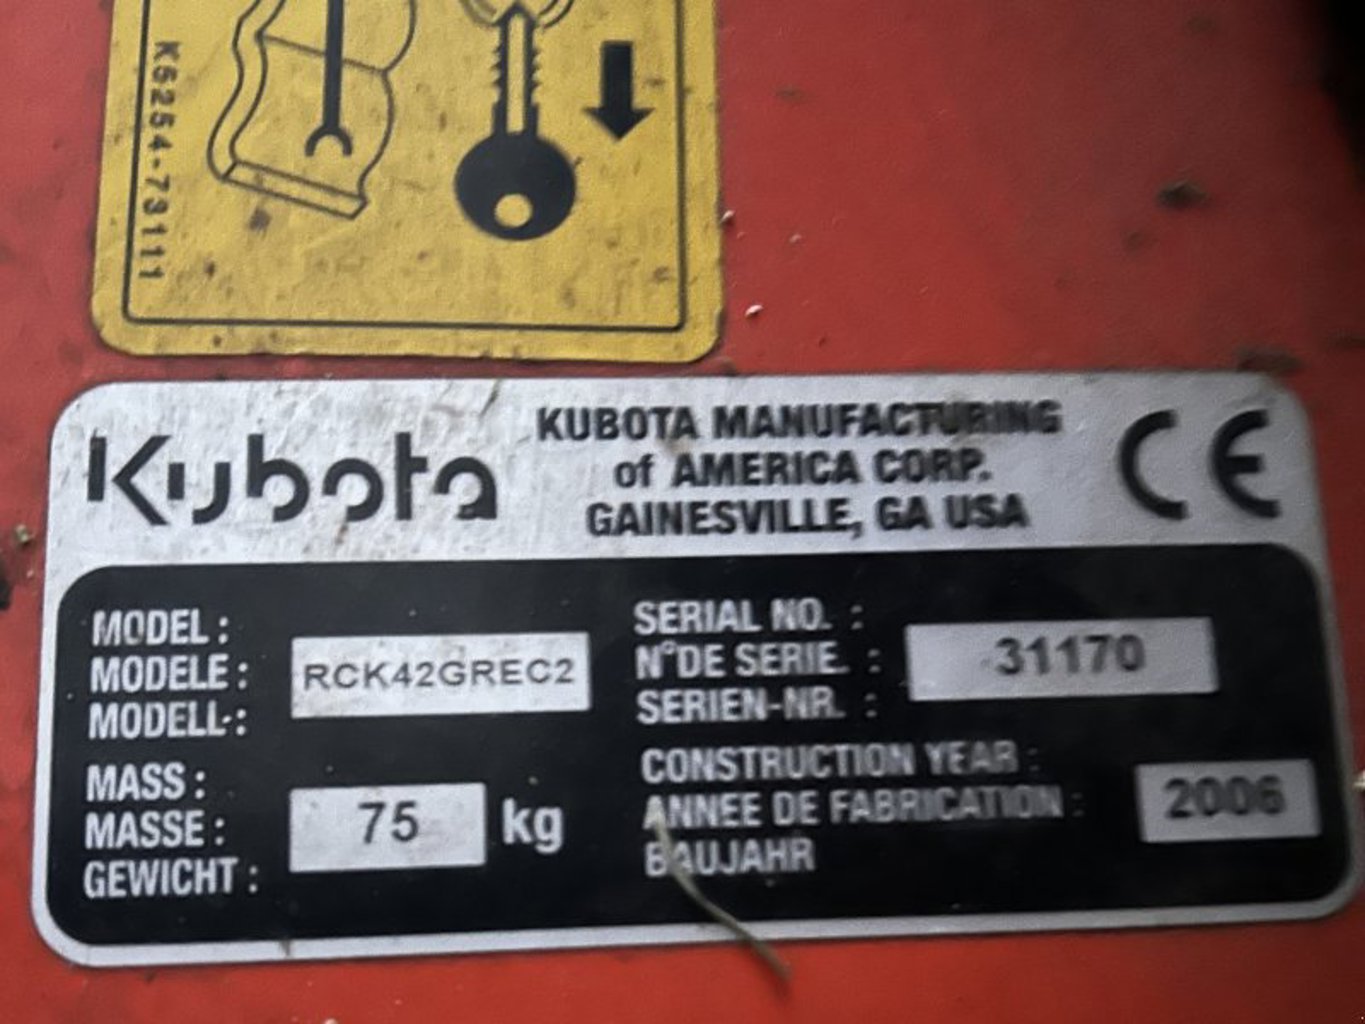 K5254-73111
Kubota
KUBOTA MANUFACTURING
of AMERICA CORP.
GAINESVILLE, GA USA
CE
MODEL :
MODELE :
MODELL :
RCK42GREC2
SERIAL NO. :
N°DE SERIE. :
SERIEN-NR. :
31170
MASS :
MASSE :
GEWICHT :
75 kg
CONSTRUCTION YEAR :
ANNEE DE FABRICATION :
BAUJAHR
2006